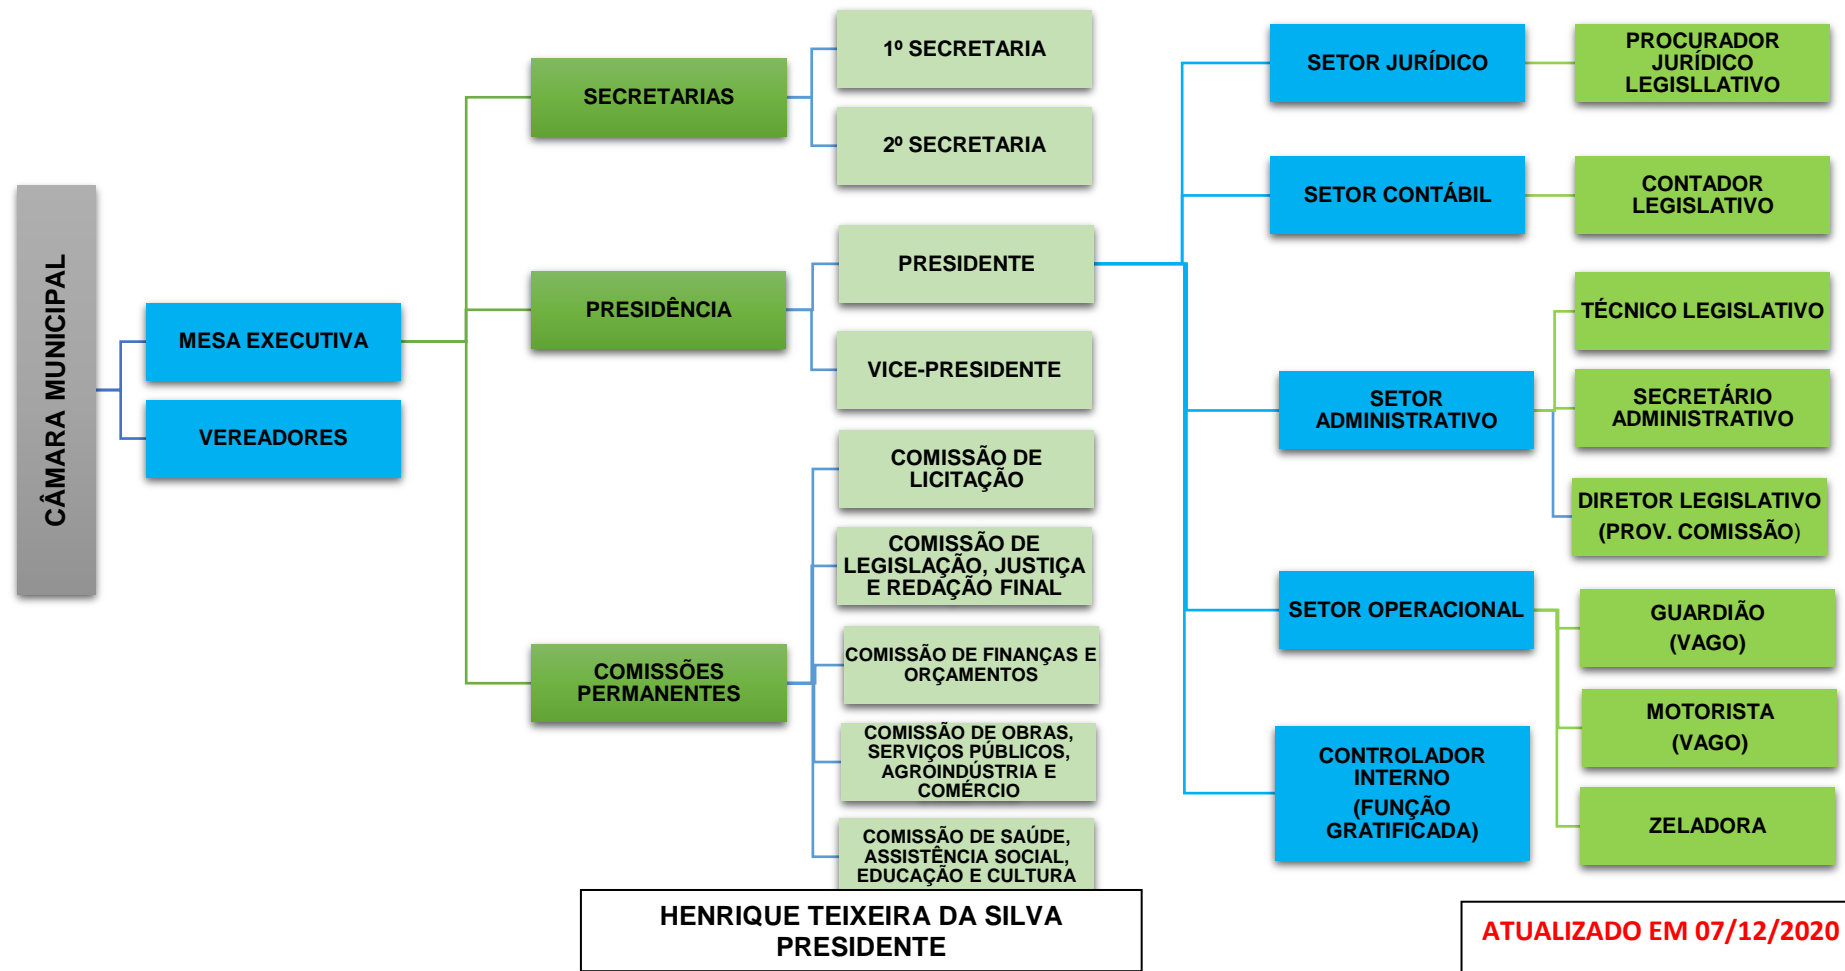 CÂMARA MUNICIPAL
MESA EXECUTIVA
VEREADORES
SECRETARIAS
PRESIDÊNCIA
COMISSÕES
PERMANENTES
1º SECRETARIA
2º SECRETARIA
PRESIDENTE
VICE-PRESIDENTE
COMISSÃO DE
LICITAÇÃO
COMISSÃO DE
LEGISLAÇÃO, JUSTIÇA
E REDAÇÃO FINAL
COMISSÃO DE FINANÇAS E
ORÇAMENTOS
COMISSÃO DE OBRAS,
SERVIÇOS PÚBLICOS,
AGROINDÚSTRIA E
COMÉRCIO
COMISSÃO DE SAÚDE,
ASSISTÊNCIA SOCIAL,
EDUCAÇÃO E CULTURA
SETOR JURÍDICO
SETOR CONTÁBIL
SETOR
ADMINISTRATIVO
SETOR OPERACIONAL
CONTROLADOR
INTERNO
(FUNÇÃO
GRATIFICADA)
PROCURADOR
JURÍDICO
LEGISLLATIVO
CONTADOR
LEGISLATIVO
TÉCNICO LEGISLATIVO
SECRETÁRIO
ADMINISTRATIVO
DIRETOR LEGISLATIVO
(PROV. COMISSÃO)
GUARDIÃO
(VAGO)
MOTORISTA
(VAGO)
ZELADORA
HENRIQUE TEIXEIRA DA SILVA
PRESIDENTE
ATUALIZADO EM 07/12/2020